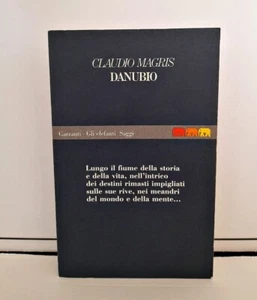 CLAUDIO MAGRIS
DANUBIO
Garzanti · Gli elefanti Saggi
Lungo il fiume della storia
e della vita, nell'intrico
dei destini rimasti impigliati
sulle sue rive, nei meandri
del mondo e della mente...